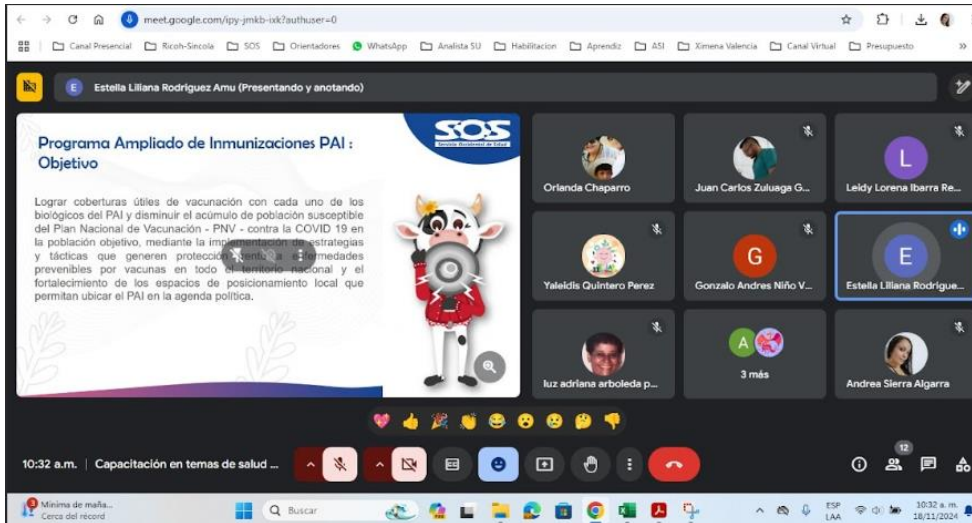 meet.google.com/ipy-jmkb-ixk?authuser=0
Canal Presencial Ricoh-Sincola SOS Orientadores WhatsApp Analista SU Habilitacion Aprendiz ASI Ximena Valencia Canal Virtual Presupuesto
E Estella Liliana Rodriguez Amu (Presentando y anotando)
Programa Ampliado de Inmunizaciones PAI :
Objetivo
SOS
Servicio Occidental de Salud
Lograr coberturas útiles de vacunación con cada uno de los
biológicos del PAI y disminuir el acúmulo de población susceptible
del Plan Nacional de Vacunación - PNV - contra la COVID 19 en
la población objetivo, mediante la implementación de estrategias
y tácticas que generen protección
prevenibles por vacunas en todo el territorio nacional y el
fortalecimiento de los espacios de posicionamiento local que
permitan ubicar el PAI en la agenda política.
Orlanda Chaparro
Juan Carlos Zuluaga G...
L
Leidy Lorena Ibarra Re...
Yaleidis Quintero Perez
G
Gonzalo Andres Niño V...
E
Estella Liliana Rodrigue...
luz adriana arboleda p...
A
3 más
Andrea Sierra Algarra
10:32 a.m. | Capacitación en temas de salud ...
12
Mínima de maña...
Cerca del récord
Buscar
ESP
LAA
10:32 a. m.
18/11/2024